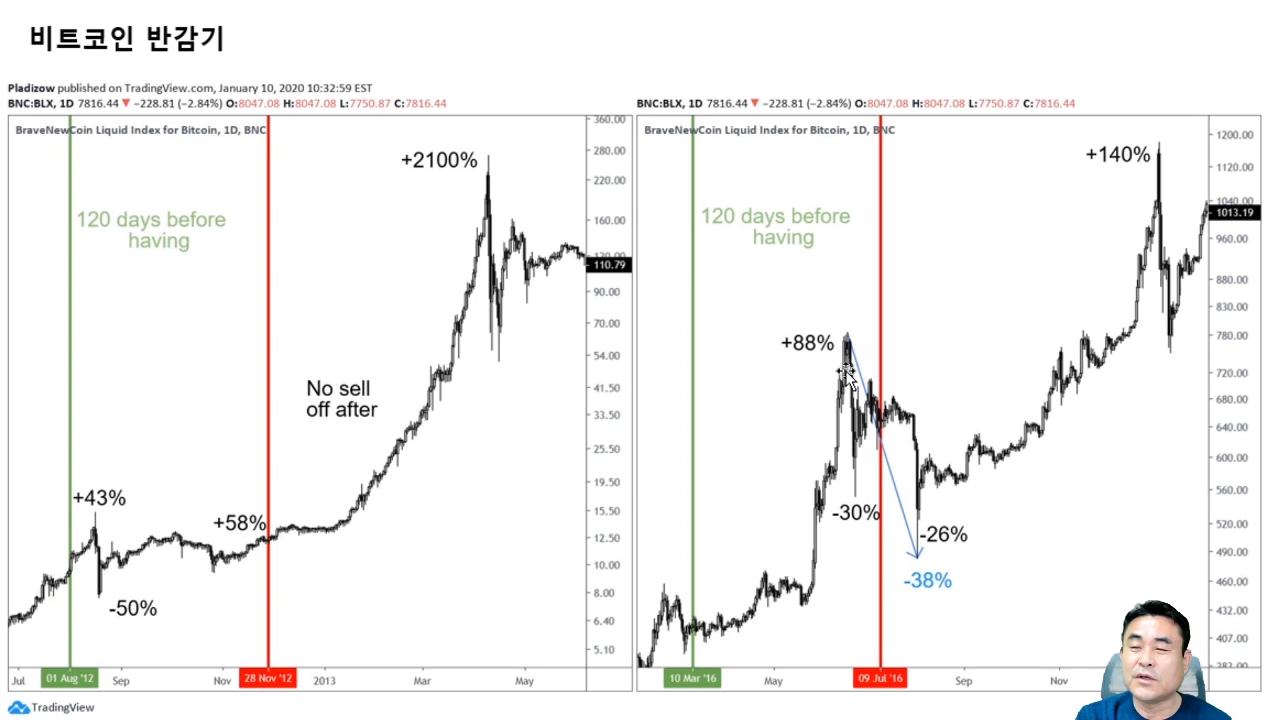 비트코인 반감기
Pladizow published on TradingView.com, January 10, 2020 10:32:59 EST
BNC:BLX, 1D 7816.44 ▼ −228.81 (−2.84%) O:8047.08 H:8047.08 L:7750.87 C:7816.44
BraveNewCoin Liquid Index for Bitcoin, 1D, BNC
+2100%
120 days before
having
No sell
off after
+43%
+58%
-50%
360.00
280.00
220.00
160.00
120.00
110.79
90.00
70.00
54.00
41.50
33.50
25.50
19.50
15.50
12.50
10.00
8.00
6.40
5.10
Jul
01 Aug '12
Sep
Nov
28 Nov '12
2013
Mar
May
BNC:BLX, 1D 7816.44 ▼ −228.81 (−2.84%) O:8047.08 H:8047.08 L:7750.87 C:7816.44
BraveNewCoin Liquid Index for Bitcoin, 1D, BNC
+140%
120 days before
having
+88%
-30%
-26%
-38%
1200.00
1120.00
1040.00
1013.19
960.00
880.00
830.00
780.00
720.00
680.00
640.00
600.00
560.00
520.00
490.00
460.00
432.00
407.00
383.00
10 Mar '16
May
09 Jul '16
Sep
Nov
TradingView